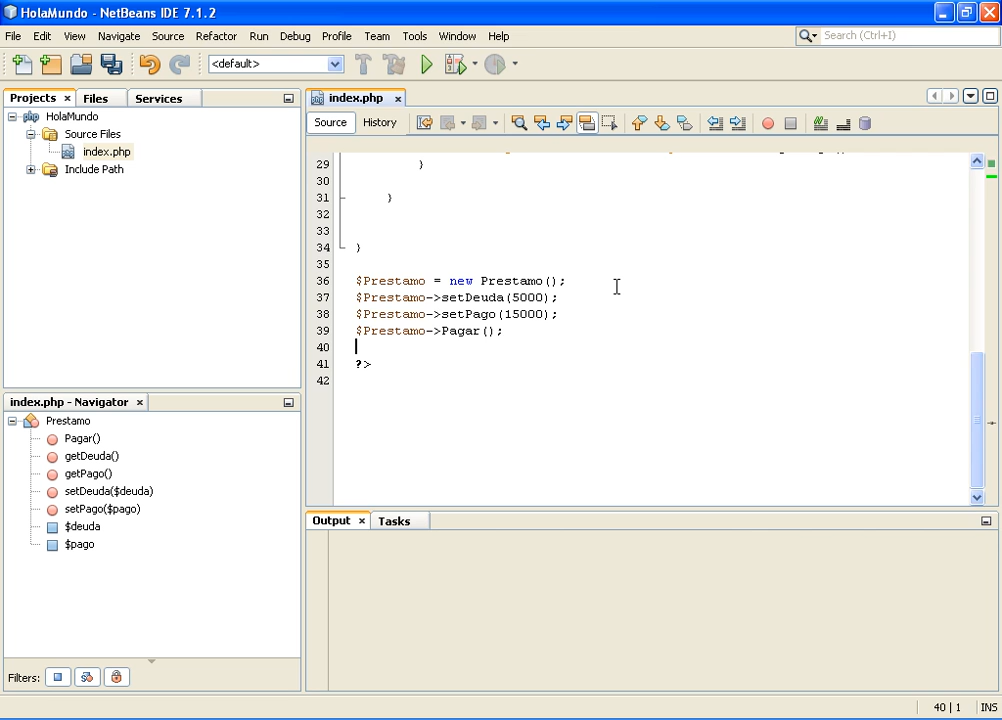 HolaMundo - NetBeans IDE 7.1.2
File Edit View Navigate Source Refactor Run Debug Profile Team Tools Window Help
Search (Ctrl+I)
<default>
Projects × Files Services
index.php ×
HolaMundo
Source Files
index.php
Include Path
Source History
29 }
30
31 }
32
33
34 }
35
36 $Prestamo = new Prestamo();
37 $Prestamo->setDeuda(5000);
38 $Prestamo->setPago(15000);
39 $Prestamo->Pagar();
40
41 ?>
42
index.php - Navigator ×
Prestamo
Pagar()
getDeuda()
getPago()
setDeuda($deuda)
setPago($pago)
$deuda
$pago
Filters:
Output × Tasks
40 | 1 INS